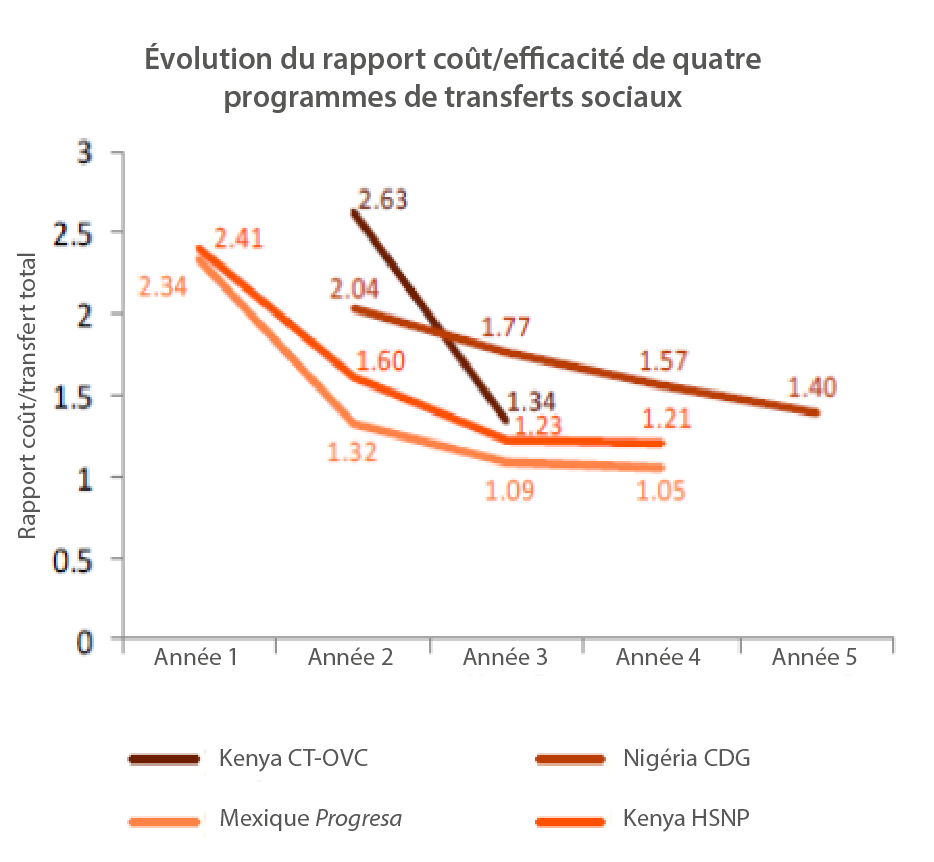 Évolution du rapport coût/efficacité de quatre
programmes de transferts sociaux
Rapport coût/transfert total
3
2.5
2
1.5
1
0.5
0
2.63
2.41
2.34
2.04
1.77
1.60
1.57
1.34
1.40
1.23
1.21
1.32
1.09
1.05
Année 1
Année 2
Année 3
Année 4
Année 5
Kenya CT-OVC
Nigéria CDG
Mexique Progresa
Kenya HSNP